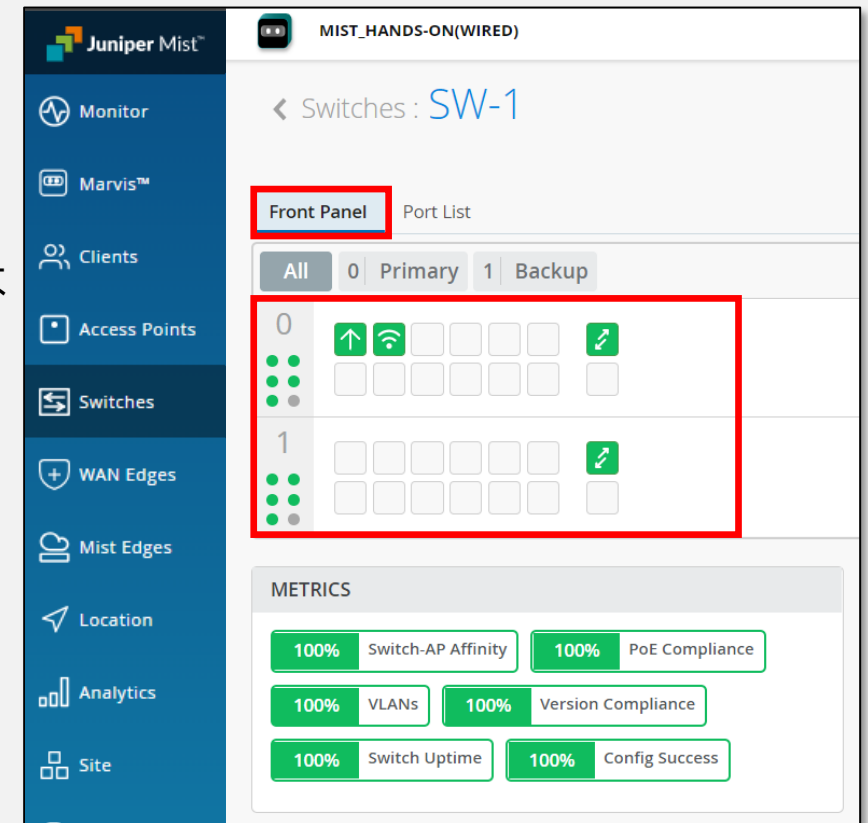 Juniper Mist™
MIST_HANDS-ON(WIRED)
Monitor
Switches : SW-1
Marvis™
Front Panel Port List
Clients
All 0 Primary 1 Backup
Access Points
0
Switches
1
WAN Edges
Mist Edges
METRICS
Location
100% Switch-AP Affinity 100% PoE Compliance
Analytics
100% VLANs 100% Version Compliance
Site
100% Switch Uptime 100% Config Success